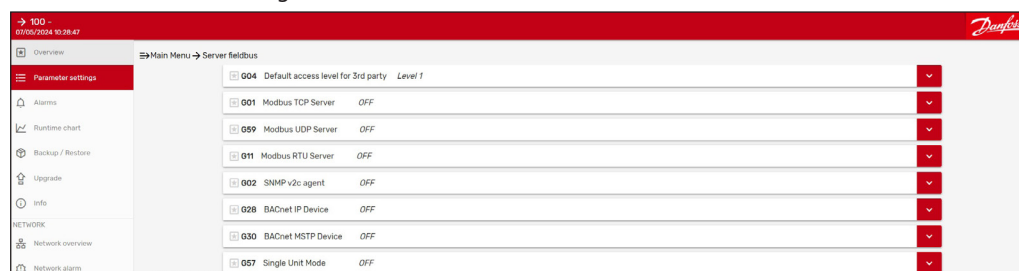 → 100 -
07/05/2024 10:28:47
Danfoss
Overview
Main Menu → Server fieldbus
G04 Default access level for 3rd party Level 1
Parameter settings
Alarms
G01 Modbus TCP Server OFF
Runtime chart
G59 Modbus UDP Server OFF
Backup / Restore
G11 Modbus RTU Server OFF
Upgrade
G02 SNMP v2c agent OFF
Info
G28 BACnet IP Device OFF
NETWORK
Network overview
G30 BACnet MSTP Device OFF
Network alarm
G57 Single Unit Mode OFF